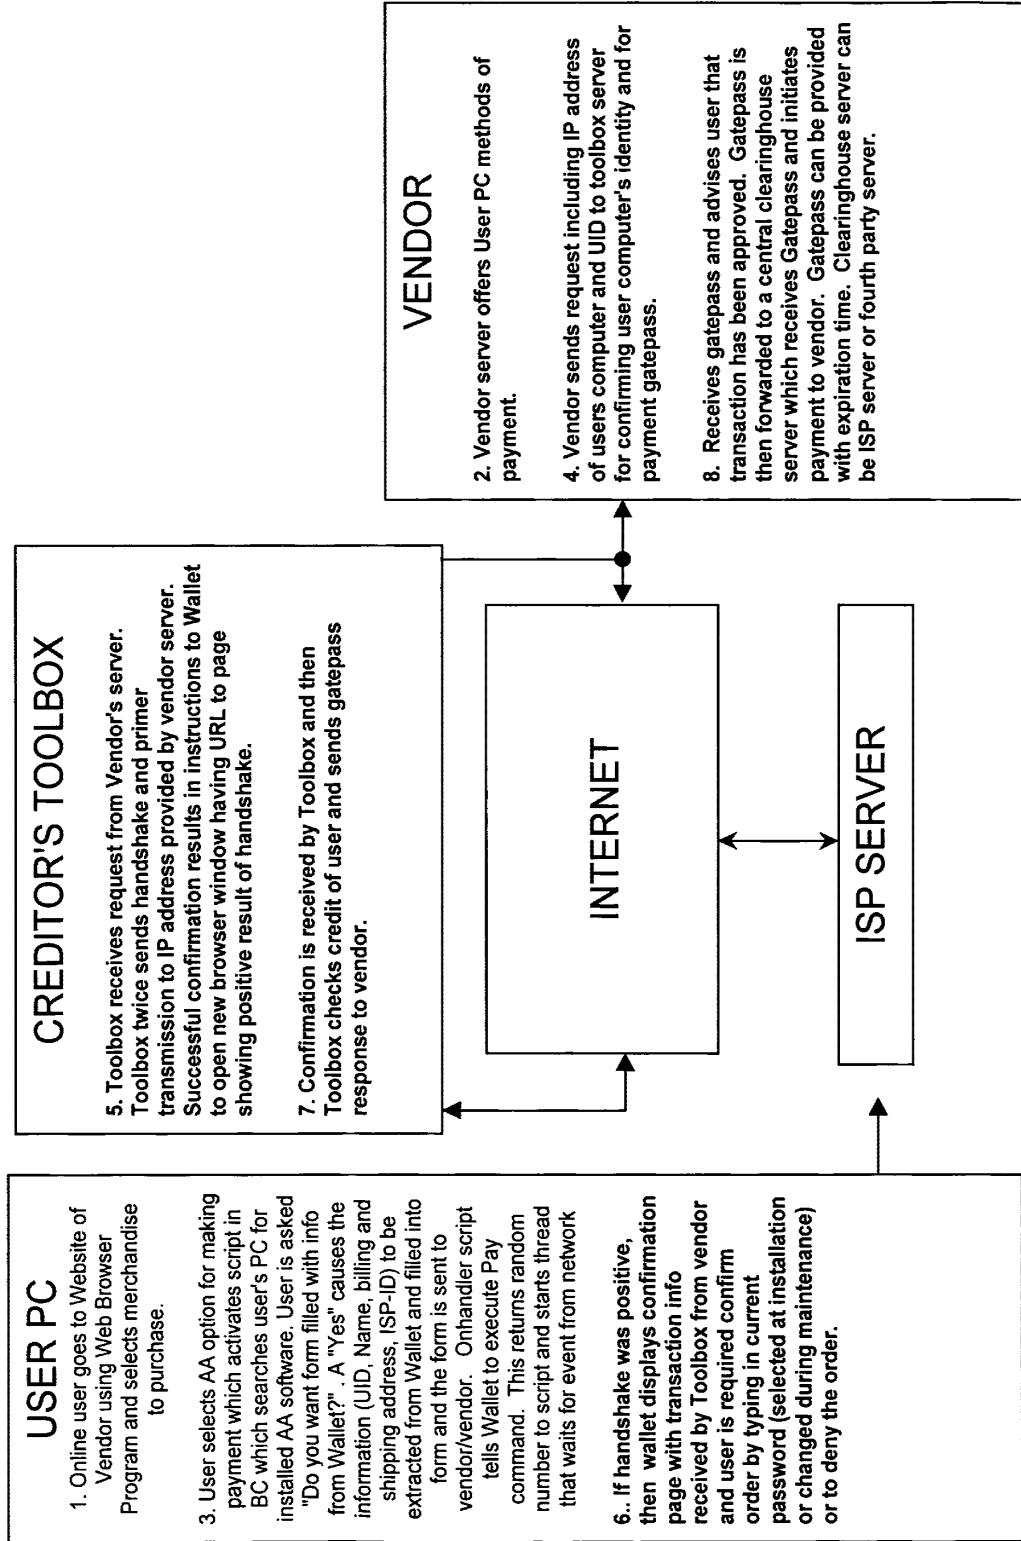 USER PC
1. Online user goes to Website of
Vendor using Web Browser
Program and selects merchandise
to purchase.
3. User selects AA option for making
payment which activates script in
BC which searches user's PC for
installed AA software. User is asked
"Do you want form filled with info
from Wallet?" . A "Yes" causes the
information (UID, Name, billing and
shipping address, ISP-ID) to be
extracted from Wallet and filled into
form and the form is sent to
vendor/vendor. Onhandler script
tells Wallet to execute Pay
command. This returns random
number to script and starts thread
that waits for event from network
6.. If handshake was positive,
then wallet displays confirmation
page with transaction info
received by Toolbox from vendor
and user is required confirm
order by typing in current
password (selected at installation
or changed during maintenance)
or to deny the order.
CREDITOR'S TOOLBOX
5. Toolbox receives request from Vendor's server.
Toolbox twice sends handshake and primer
transmission to IP address provided by vendor server.
Successful confirmation results in instructions to Wallet
to open new browser window having URL to page
showing positive result of handshake.
7. Confirmation is received by Toolbox and then
Toolbox checks credit of user and sends gatepass
response to vendor.
INTERNET
ISP SERVER
VENDOR
2. Vendor server offers User PC methods of
payment.
4. Vendor sends request including IP address
of users computer and UID to toolbox server
for confirming user computer's identity and for
payment gatepass.
8. Receives gatepass and advises user that
transaction has been approved. Gatepass is
then forwarded to a central clearinghouse
server which receives Gatepass and initiates
payment to vendor. Gatepass can be provided
with expiration time. Clearinghouse server can
be ISP server or fourth party server.